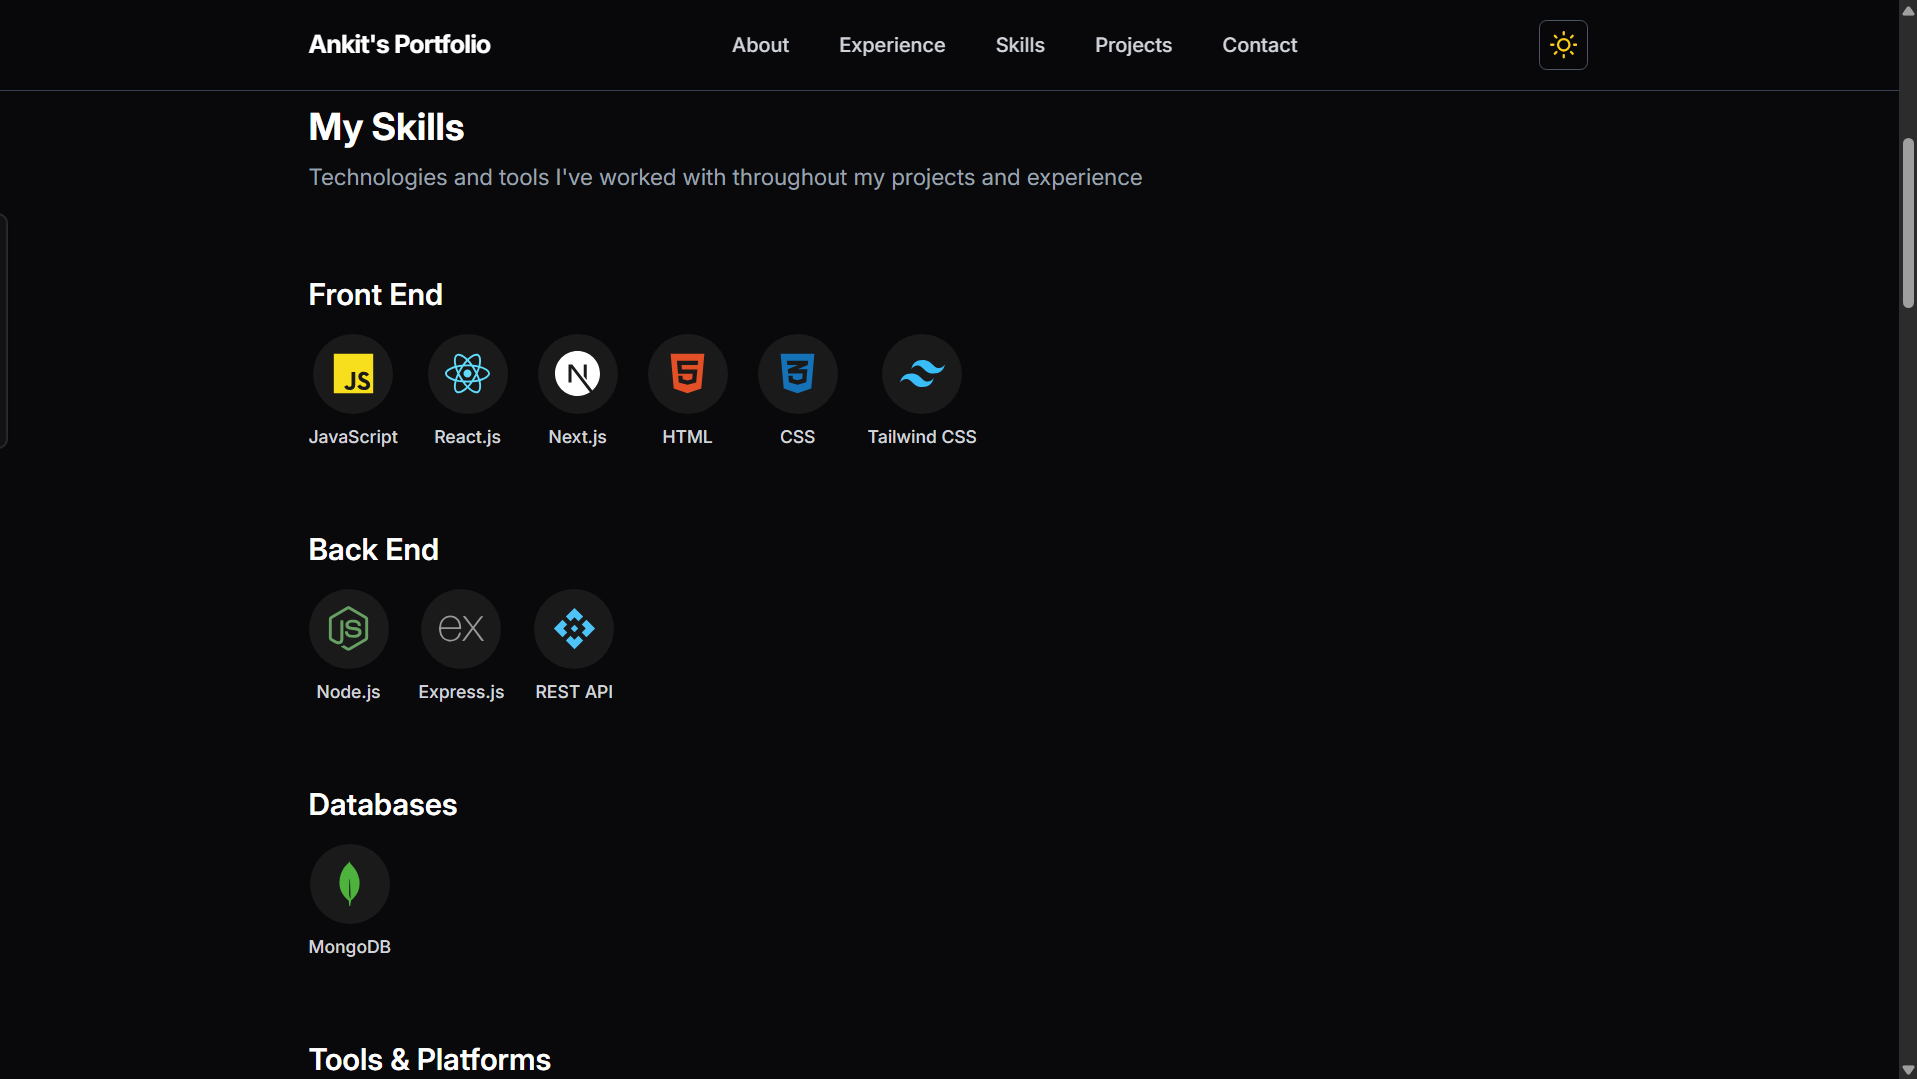 Ankit's Portfolio
About Experience Skills Projects Contact
My Skills
Technologies and tools I've worked with throughout my projects and experience
Front End
JS
N
5
3
JavaScript React.js Next.js HTML CSS Tailwind CSS
Back End
JS ex
Node.js Express.js REST API
Databases
MongoDB
Tools & Platforms